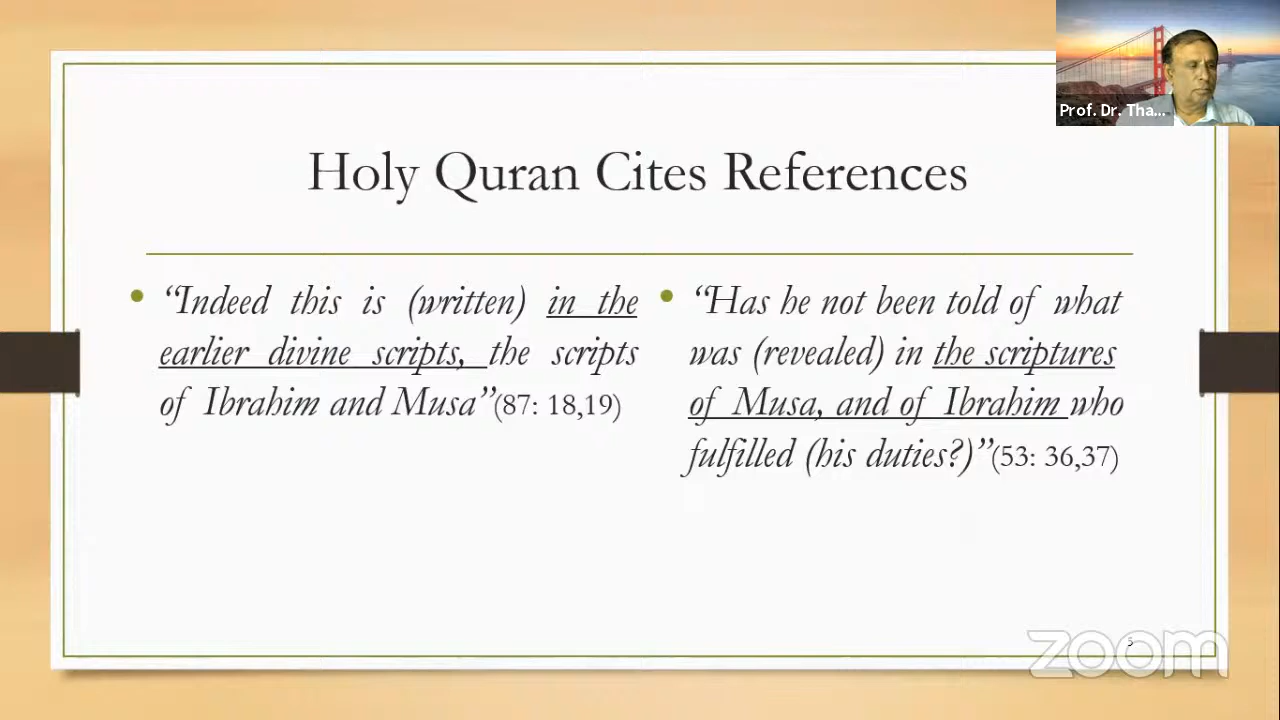 Prof. Dr. Tha...
Holy Quran Cites References
• “Indeed this is (written) in the
earlier divine scripts, the scripts
of Ibrahim and Musa”(87: 18,19)
• “Has he not been told of what
was (revealed) in the scriptures
of Musa, and of Ibrahim who
fulfilled (his duties?)”(53: 36,37)
5
zoom